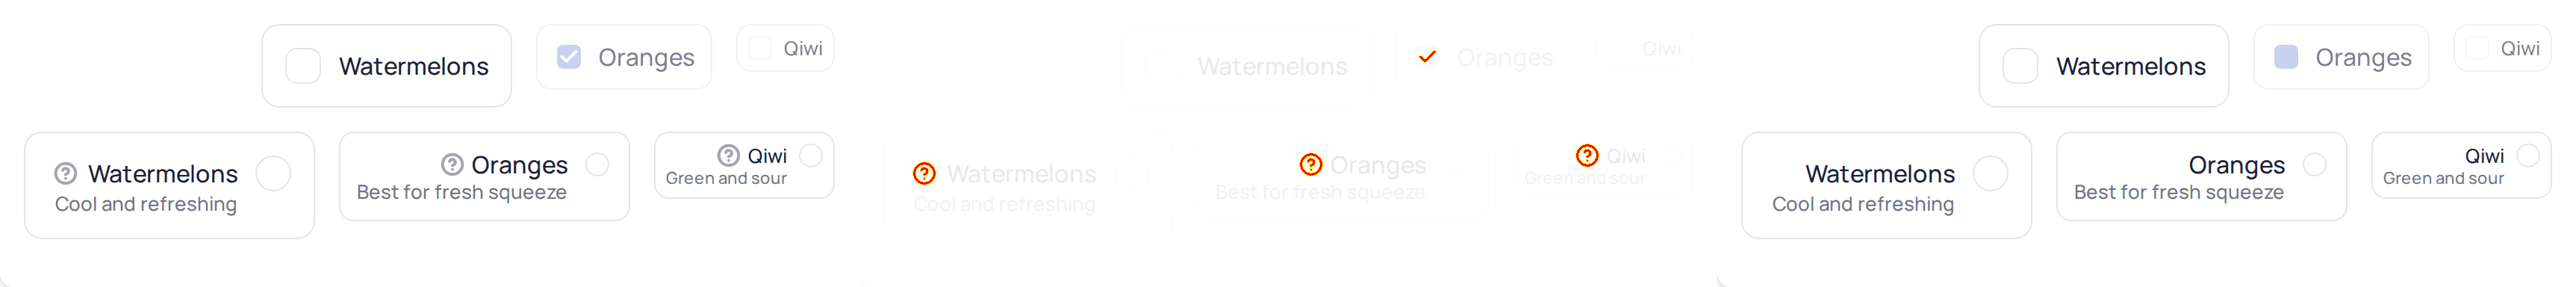 Watermelons Oranges Qiwi
Watermelons Oranges Qiwi
Watermelons Oranges Qiwi
? Watermelons ? Oranges ? Qiwi
Cool and refreshing Best for fresh squeeze Green and sour
? Watermelons ? Oranges ? Qiwi
Cool and refreshing Best for fresh squeeze Green and sour
Watermelons Oranges Qiwi
Cool and refreshing Best for fresh squeeze Green and sour